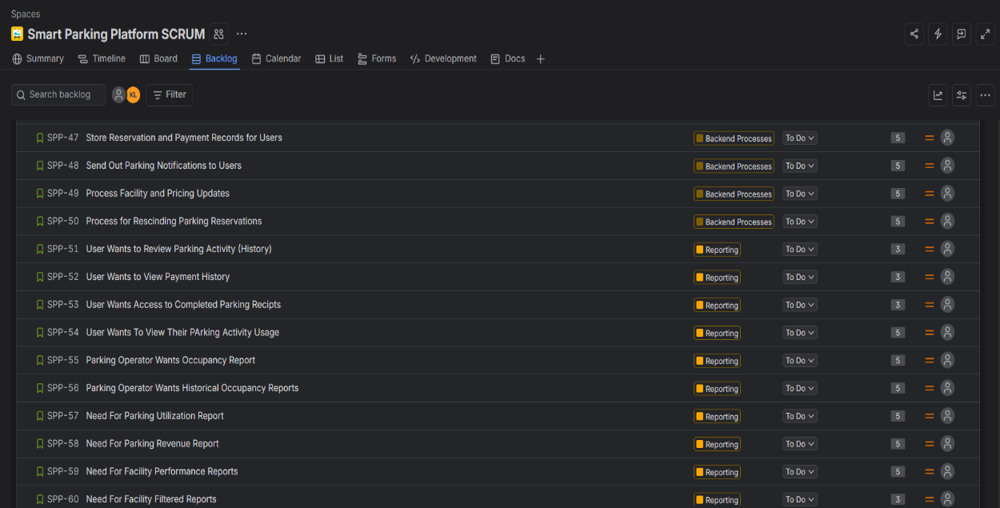 Spaces
Smart Parking Platform SCRUM
Summary Timeline Board Backlog Calendar List Forms Development Docs
Search backlog KL Filter
SPP-47 Store Reservation and Payment Records for Users Backend Processes To Do 5
SPP-48 Send Out Parking Notifications to Users Backend Processes To Do 5
SPP-49 Process Facility and Pricing Updates Backend Processes To Do 5
SPP-50 Process for Rescinding Parking Reservations Backend Processes To Do 5
SPP-51 User Wants to Review Parking Activity (History) Reporting To Do 3
SPP-52 User Wants to View Payment History Reporting To Do 3
SPP-53 User Wants Access to Completed Parking Recipts Reporting To Do 3
SPP-54 User Wants To View Their PArking Activity Usage Reporting To Do 5
SPP-55 Parking Operator Wants Occupancy Report Reporting To Do 5
SPP-56 Parking Operator Wants Historical Occupancy Reports Reporting To Do 5
SPP-57 Need For Parking Utilization Report Reporting To Do 5
SPP-58 Need For Parking Revenue Report Reporting To Do 5
SPP-59 Need For Facility Performance Reports Reporting To Do 5
SPP-60 Need For Facility Filtered Reports Reporting To Do 3